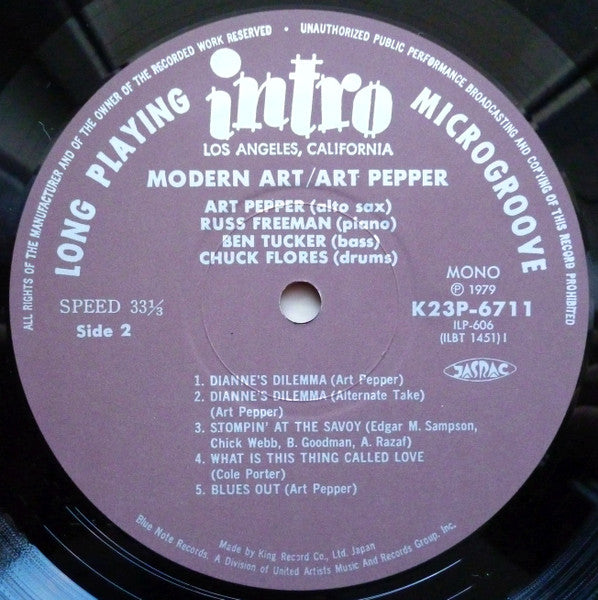 ALL RIGHTS OF THE MANUFACTURER AND OF THE OWNER OF THE RECORDED WORK RESERVED • UNAUTHORIZED PUBLIC PERFORMANCE BROADCASTING AND COPYING OF THIS RECORD PROHIBITED
LONG PLAYING
intro
MICROGROOVE
LOS ANGELES, CALIFORNIA
MODERN ART/ART PEPPER
ART PEPPER (alto sax)
RUSS FREEMAN (piano)
BEN TUCKER (bass)
CHUCK FLORES (drums)
SPEED 33⅓
Side 2
MONO
Ⓟ 1979
K23P-6711
ILP-606
(ILBT 1451) I
JASRAC
1. DIANNE'S DILEMMA (Art Pepper)
2. DIANNE'S DILEMMA (Alternate Take)
(Art Pepper)
3. STOMPIN' AT THE SAVOY (Edgar M. Sampson,
Chick Webb, B. Goodman, A. Razaf)
4. WHAT IS THIS THING CALLED LOVE
(Cole Porter)
5. BLUES OUT (Art Pepper)
Made by King Record Co., Ltd. Japan
Blue Note Records. A Division of United Artists Music And Records Group. Inc.